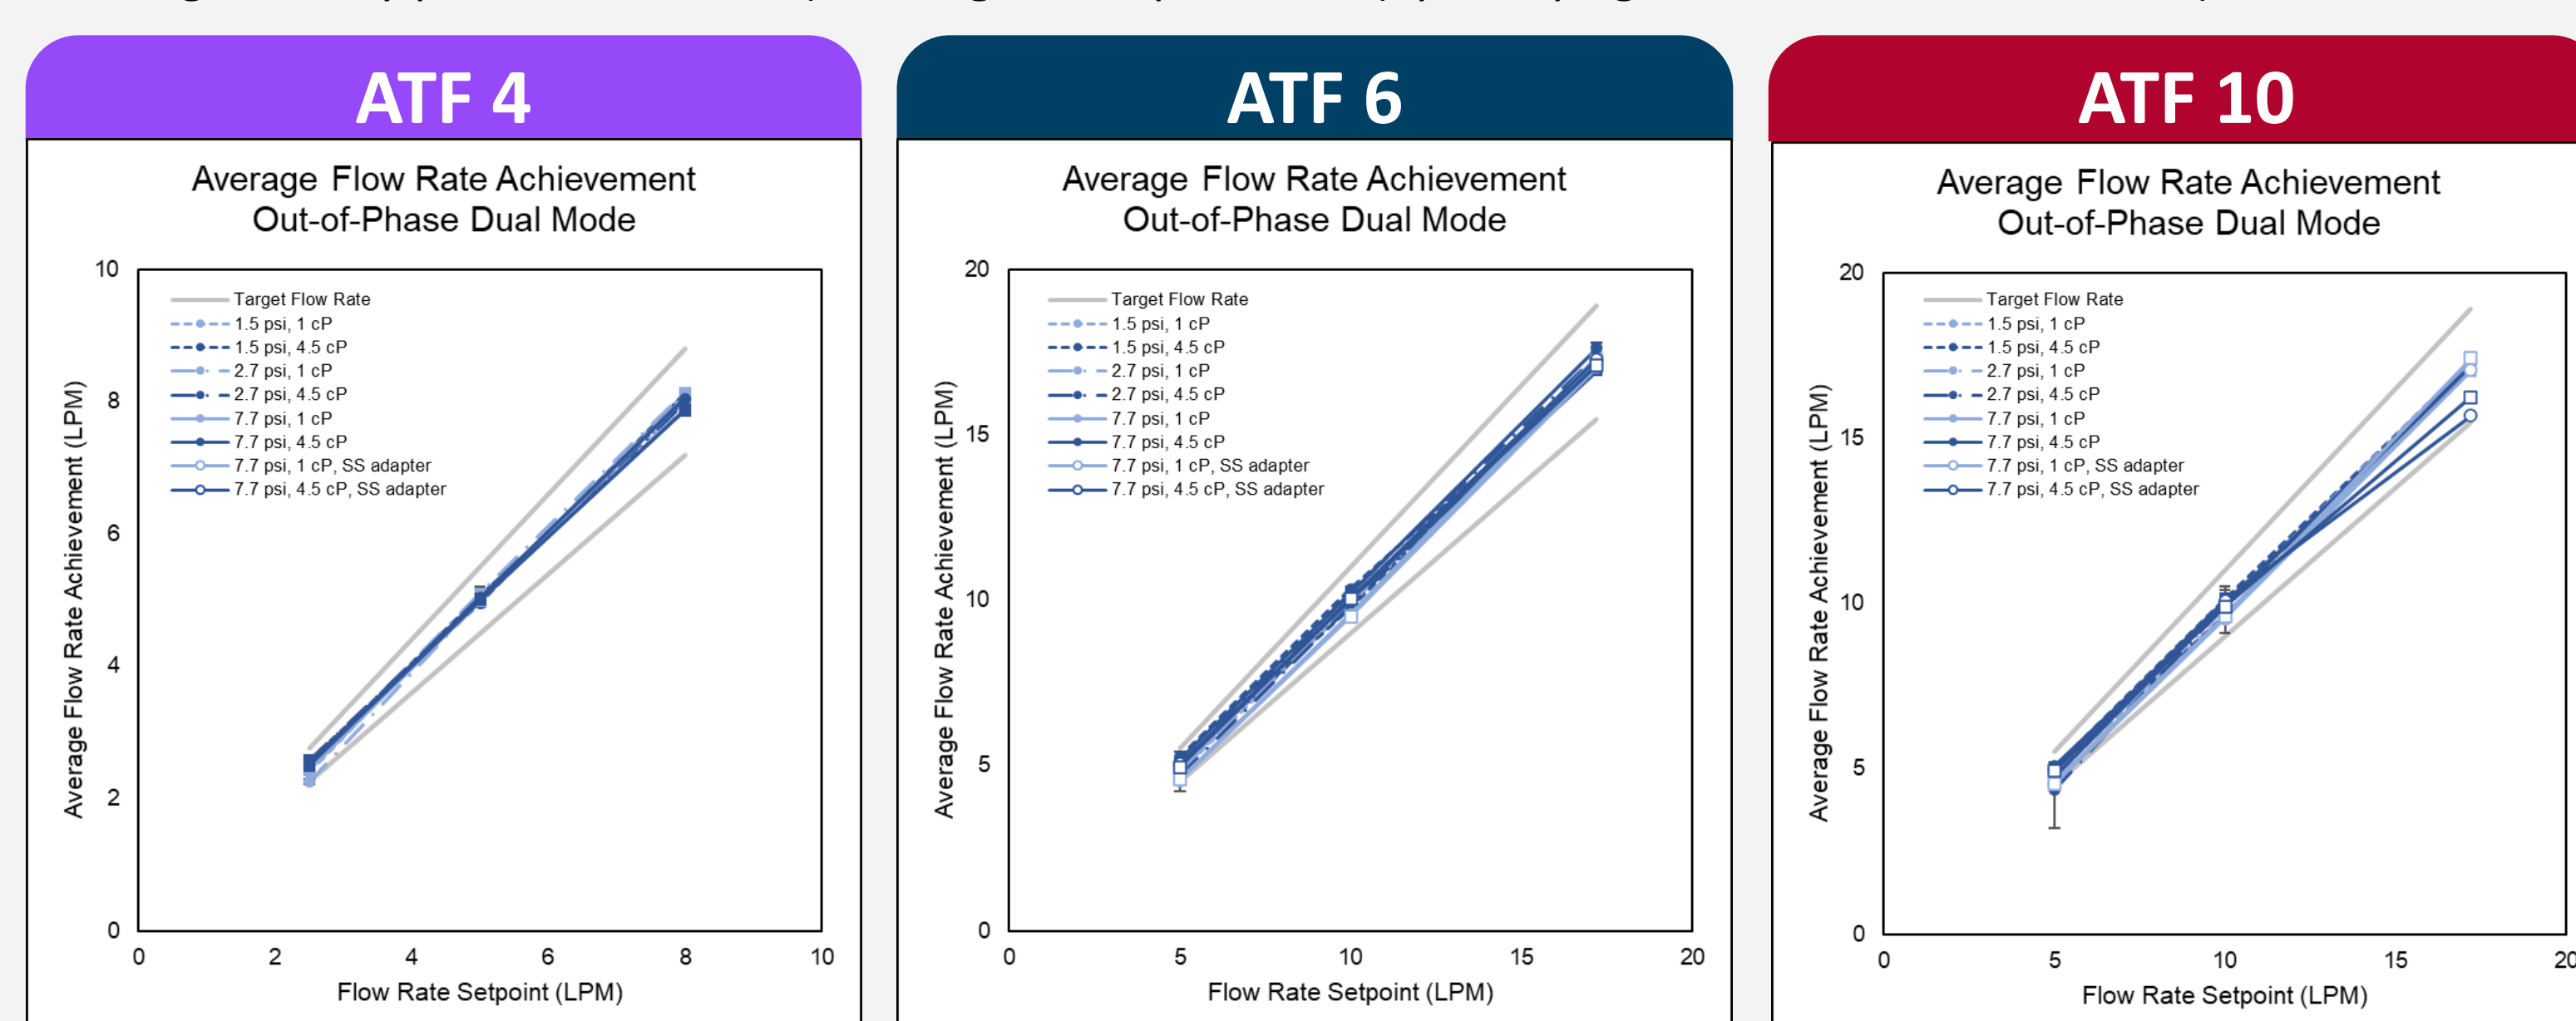 ATF 4
Average Flow Rate Achievement
Out-of-Phase Dual Mode
10
8
6
4
2
0
Average Flow Rate Achievement (LPM)
Target Flow Rate
1.5 psi, 1 cP
1.5 psi, 4.5 cP
2.7 psi, 1 cP
2.7 psi, 4.5 cP
7.7 psi, 1 cP
7.7 psi, 4.5 cP
7.7 psi, 1 cP, SS adapter
7.7 psi, 4.5 cP, SS adapter
0 2 4 6 8 10
Flow Rate Setpoint (LPM)
ATF 6
Average Flow Rate Achievement
Out-of-Phase Dual Mode
20
15
10
5
0
Average Flow Rate Achievement (LPM)
Target Flow Rate
1.5 psi, 1 cP
1.5 psi, 4.5 cP
2.7 psi, 1 cP
2.7 psi, 4.5 cP
7.7 psi, 1 cP
7.7 psi, 4.5 cP
7.7 psi, 1 cP, SS adapter
7.7 psi, 4.5 cP, SS adapter
0 5 10 15 20
Flow Rate Setpoint (LPM)
ATF 10
Average Flow Rate Achievement
Out-of-Phase Dual Mode
20
15
10
5
0
Average Flow Rate Achievement (LPM)
Target Flow Rate
1.5 psi, 1 cP
1.5 psi, 4.5 cP
2.7 psi, 1 cP
2.7 psi, 4.5 cP
7.7 psi, 1 cP
7.7 psi, 4.5 cP
7.7 psi, 1 cP, SS adapter
7.7 psi, 4.5 cP, SS adapter
0 5 10 15 20
Flow Rate Setpoint (LPM)